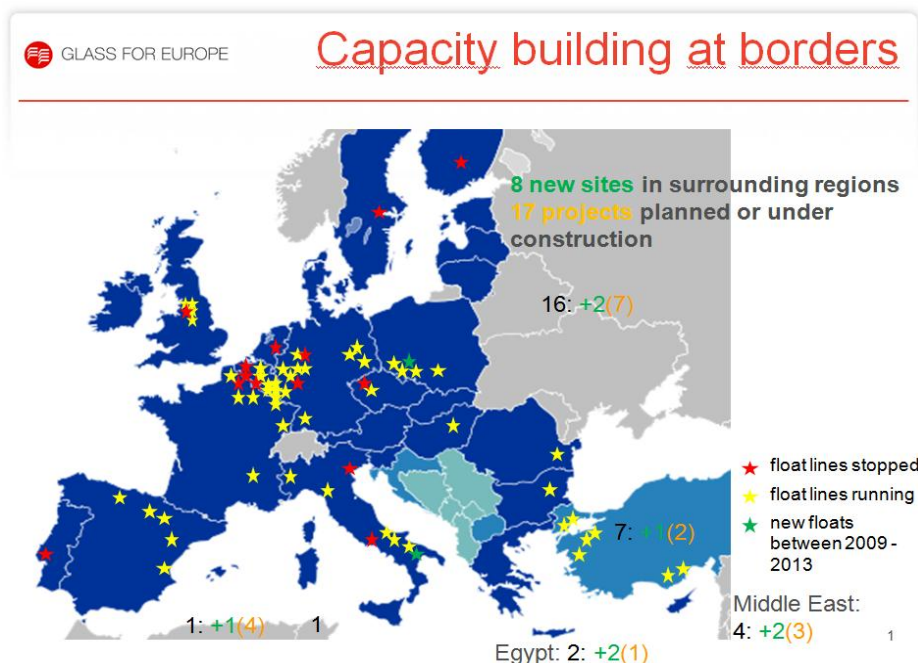 GLASS FOR EUROPE
Capacity building at borders
8 new sites in surrounding regions
17 projects planned or under
construction
16: +2(7)
float lines stopped
float lines running
new floats
between 2009 -
2013
7: +1(2)
Middle East:
4: +2(3)
1: +1(4)
1
Egypt: 2: +2(1)
1